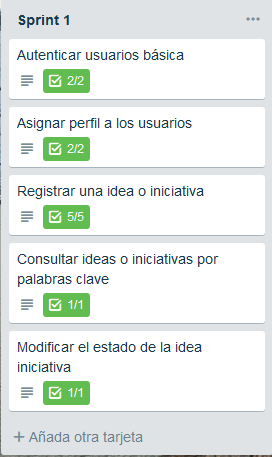 Sprint 1
Autenticar usuarios básica
2/2
Asignar perfil a los usuarios
2/2
Registrar una idea o iniciativa
5/5
Consultar ideas o iniciativas por
palabras clave
1/1
Modificar el estado de la idea
iniciativa
1/1
+ Añada otra tarjeta